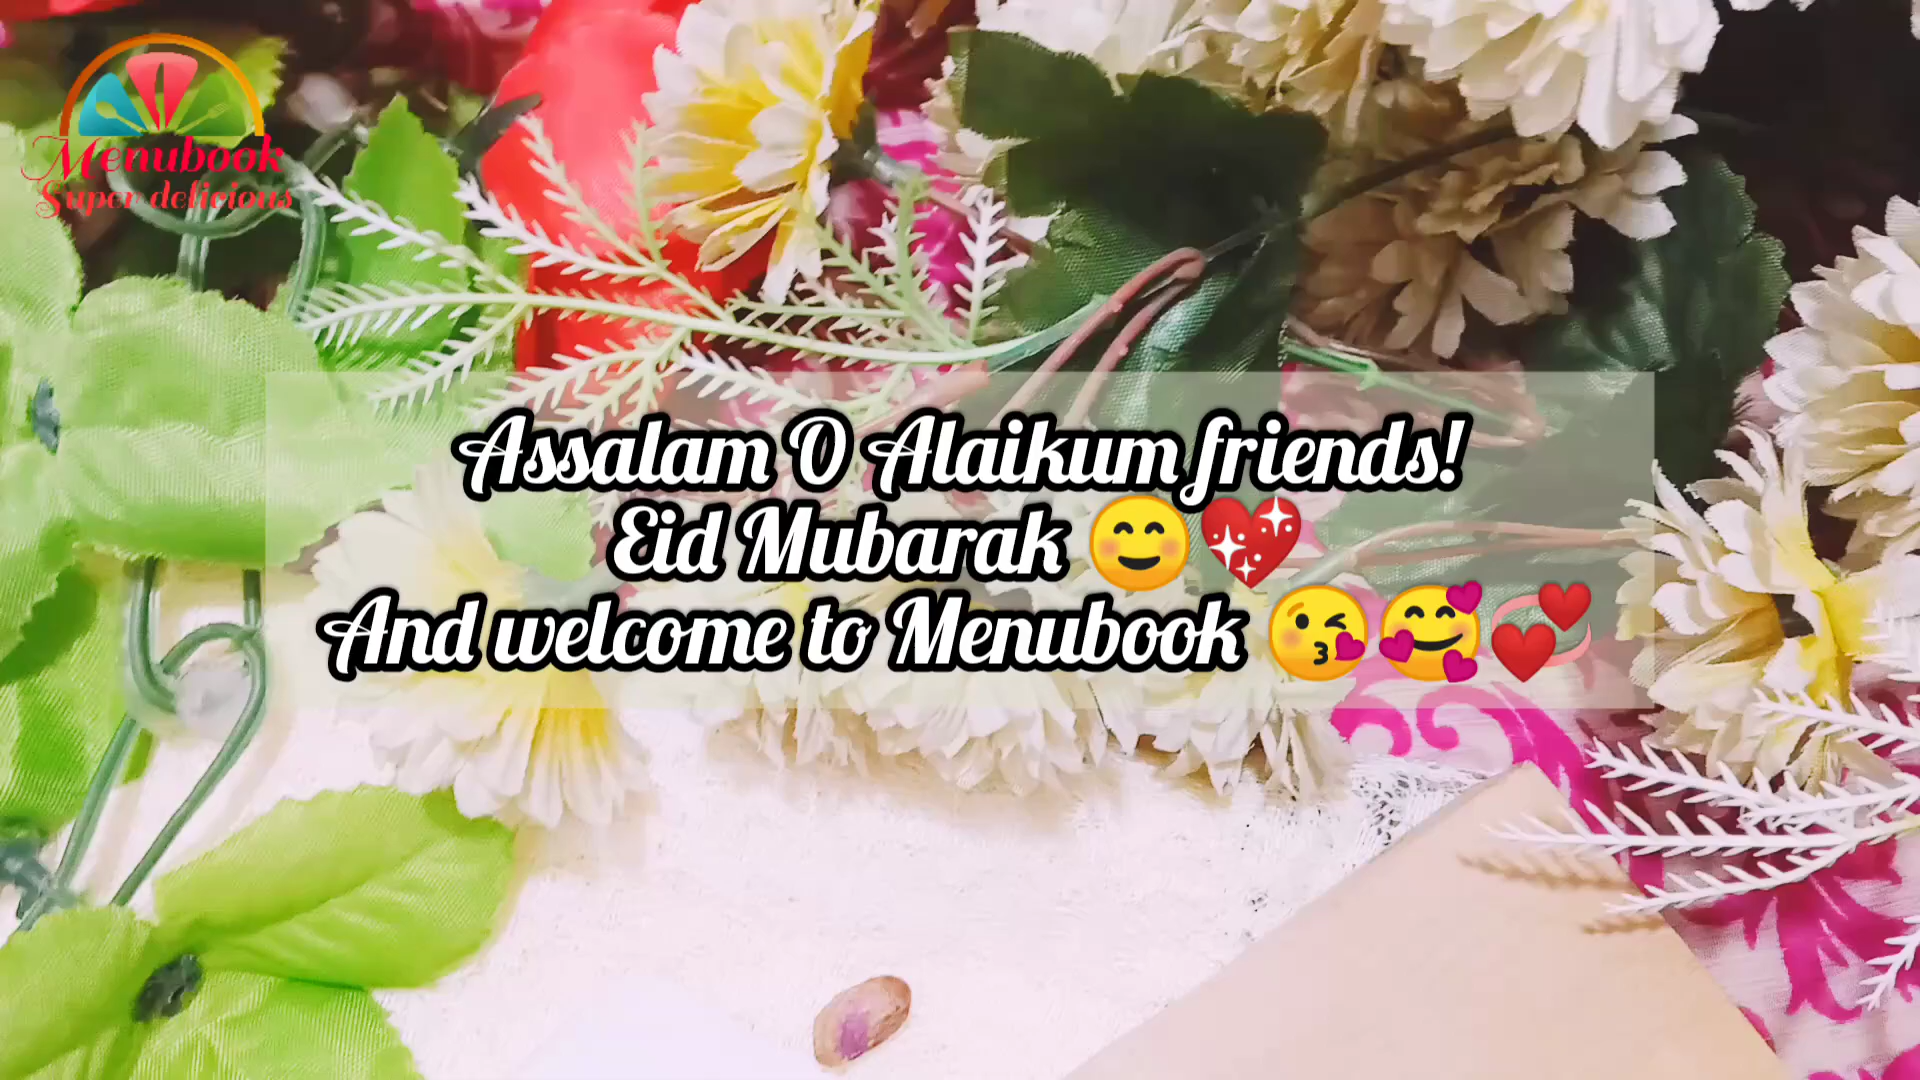 Menubook
Super delicious
Assalam O Alaikum friends!
Eid Mubarak 😊💖
And welcome to Menubook 😘🥰💞